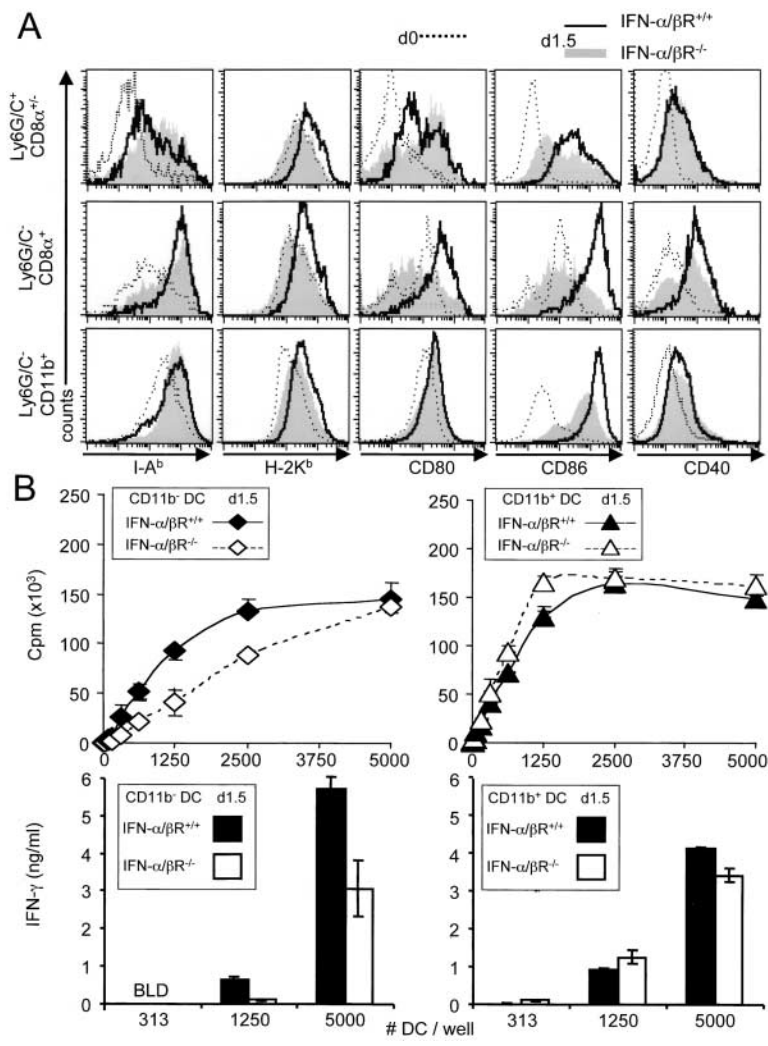 A
d0
d1.5
IFN-α/βR+/+
IFN-α/βR-/-
Ly6G/C+
CD8α+/-
Ly6G/C-
CD8α+
Ly6G/C-
CD11b+
counts
I-Ab
H-2Kb
CD80
CD86
CD40
B
250
200
150
100
50
0
Cpm (x10³)
CD11b- DC d1.5
IFN-α/βR+/+
IFN-α/βR-/-
0 1250 2500 3750 5000
250
200
150
100
50
0
CD11b+ DC d1.5
IFN-α/βR+/+
IFN-α/βR-/-
0 1250 2500 3750 5000
6
5
4
3
2
1
0
IFN-γ (ng/ml)
CD11b- DC d1.5
IFN-α/βR+/+
IFN-α/βR-/-
BLD
313 1250 5000
6
5
4
3
2
1
0
CD11b+ DC d1.5
IFN-α/βR+/+
IFN-α/βR-/-
313 1250 5000
# DC / well